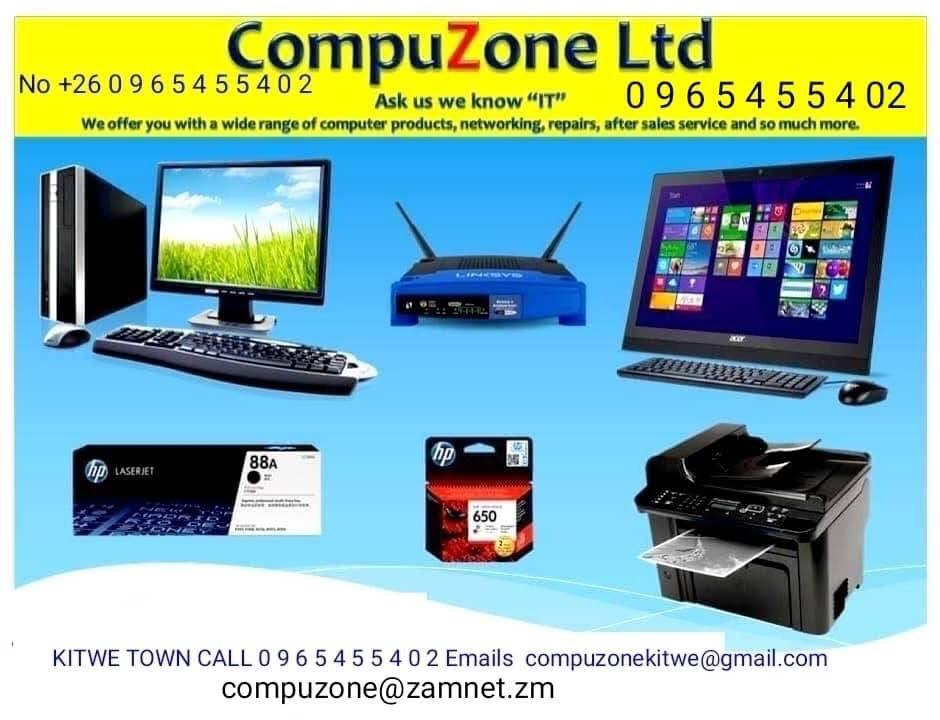 CompuZone Ltd
No +26 0 9 6 5 4 5 5 4 0 2
Ask us we know “IT”
0 9 6 5 4 5 5 4 02
We offer you with a wide range of computer products, networking, repairs, after sales service and so much more.
LINKSYS
Start
acer
hp LASERJET
88A
hp
650
KITWE TOWN CALL 0 9 6 5 4 5 5 4 0 2 Emails compuzonekitwe@gmail.com
compuzone@zamnet.zm